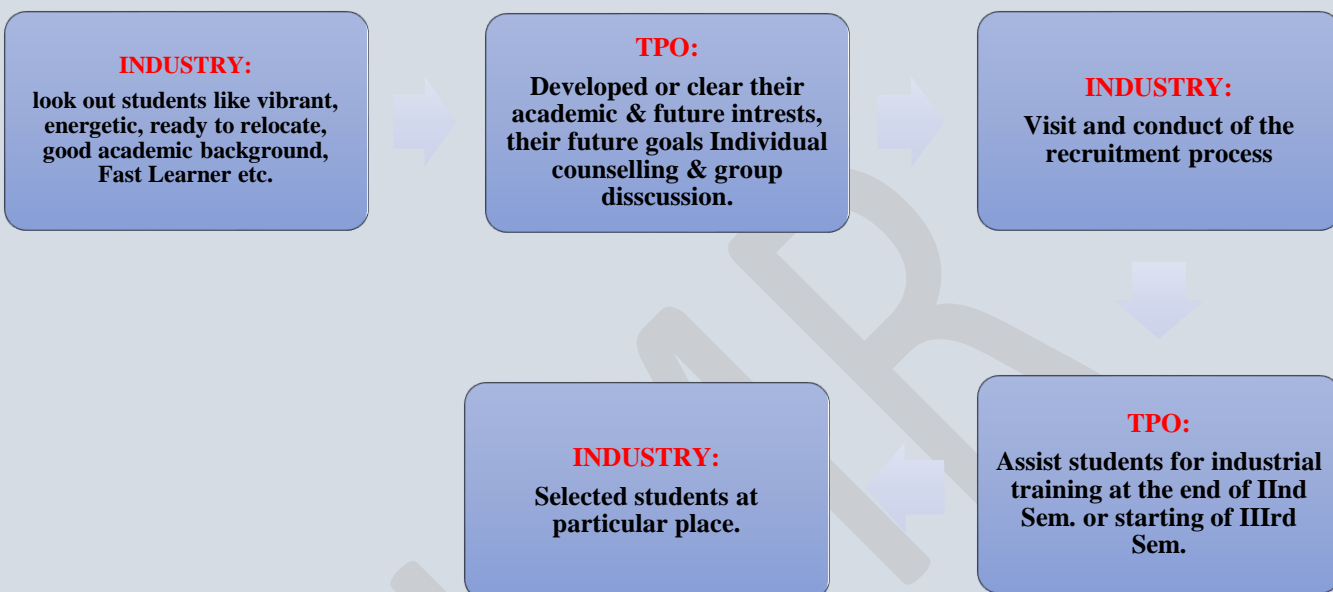 INDUSTRY:
look out students like vibrant,
energetic, ready to relocate,
good academic background,
Fast Learner etc.
TPO:
Developed or clear their
academic & future intrests,
their future goals Individual
counselling & group
disscussion.
INDUSTRY:
Visit and conduct of the
recruitment process
TPO:
Assist students for industrial
training at the end of IInd
Sem. or starting of IIIrd
Sem.
INDUSTRY:
Selected students at
particular place.